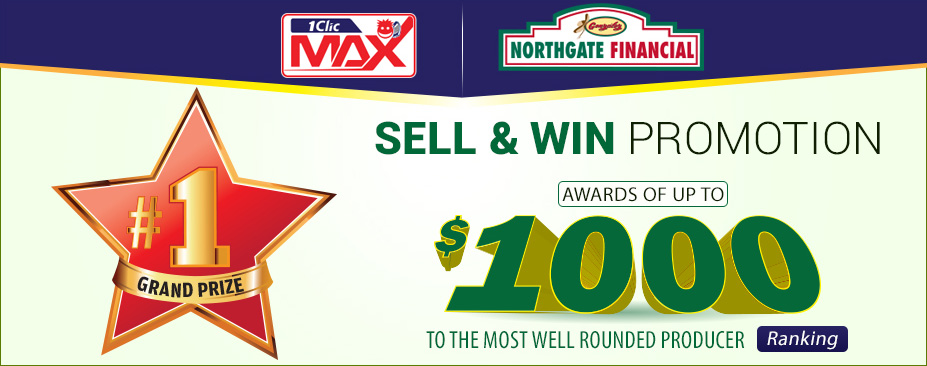 1Clic
MAX
Gonzalez
NORTHGATE FINANCIAL
SELL & WIN PROMOTION
AWARDS OF UP TO
$1000
#1
GRAND PRIZE
TO THE MOST WELL ROUNDED PRODUCER
Ranking